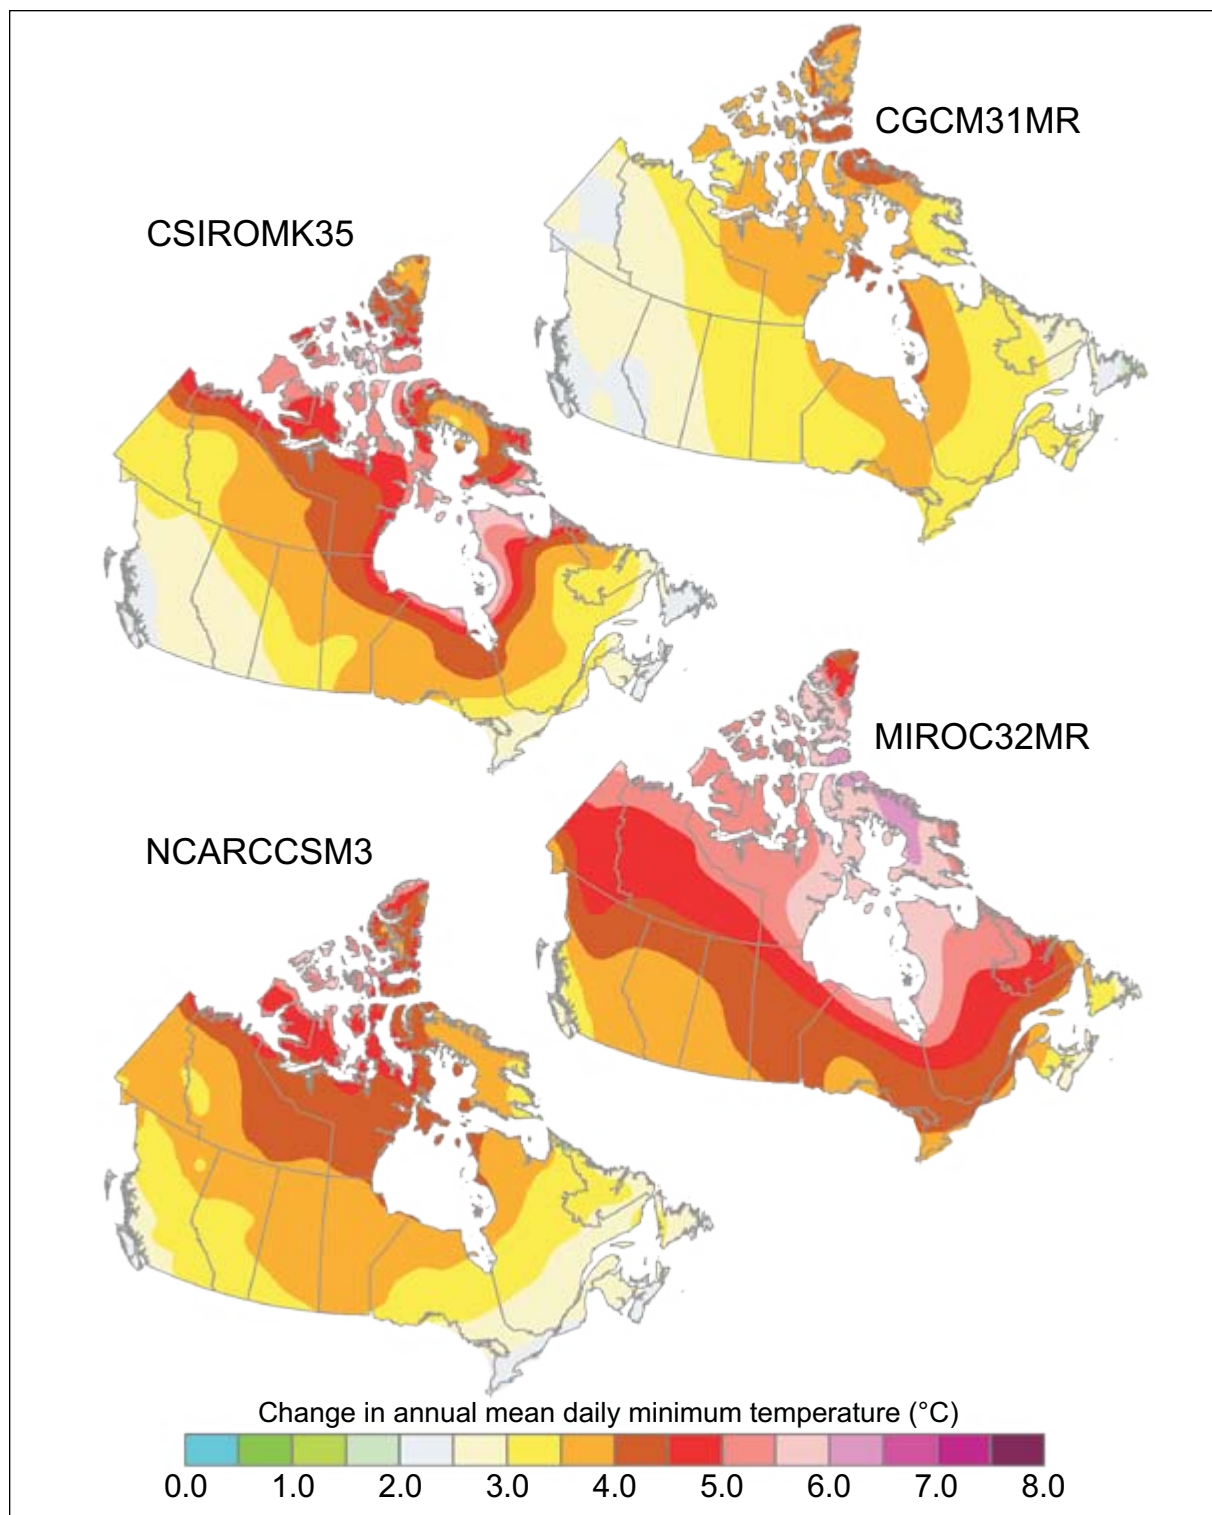 CGCM31MR
CSIROMK35
MIROC32MR
NCARCCSM3
Change in annual mean daily minimum temperature (°C)
0.0 1.0 2.0 3.0 4.0 5.0 6.0 7.0 8.0